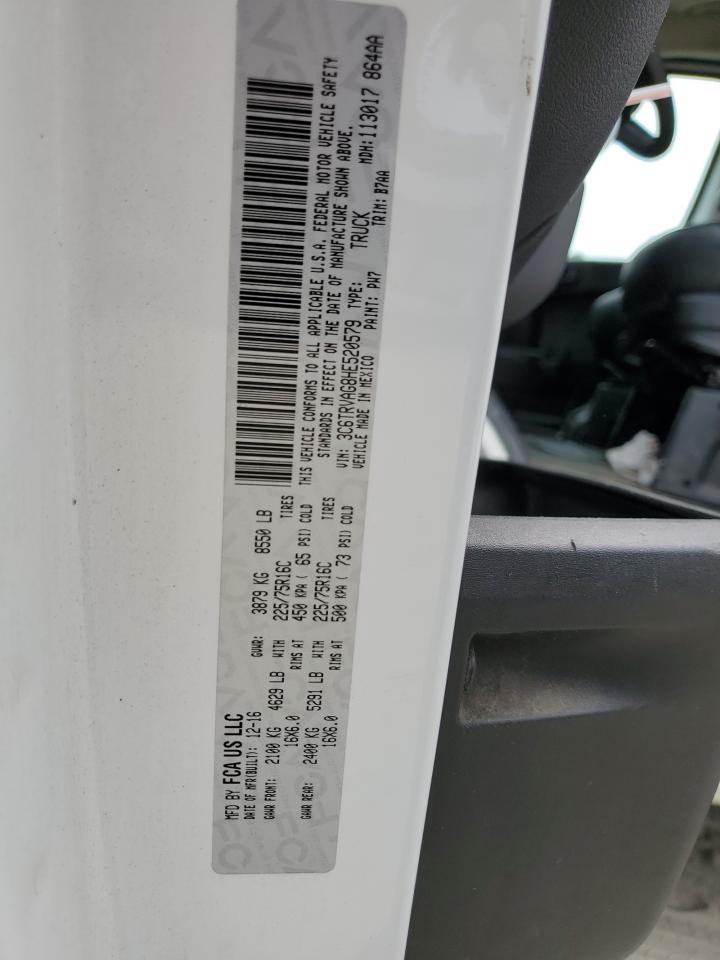 MFD BY FCA US LLC
DATE OF MFR(BUILT): 12-16 GVWR: 3879 KG 8550 LB
GAWR FRONT: 2100 KG 4629 LB WITH 225/75R16C TIRES
16X6.0 RIMS AT 450 KPA ( 65 PSI) COLD
GAWR REAR: 2400 KG 5291 LB WITH 225/75R16C TIRES
16X6.0 RIMS AT 500 KPA ( 73 PSI) COLD
THIS VEHICLE CONFORMS TO ALL APPLICABLE U.S.A. FEDERAL MOTOR VEHICLE SAFETY
STANDARDS IN EFFECT ON THE DATE OF MANUFACTURE SHOWN ABOVE.
VIN: 3C6TRVAG8HE520579 TYPE: TRUCK MDH:113017 864AA
VEHICLE MADE IN MEXICO PAINT: PW7 TRIM: B7AA